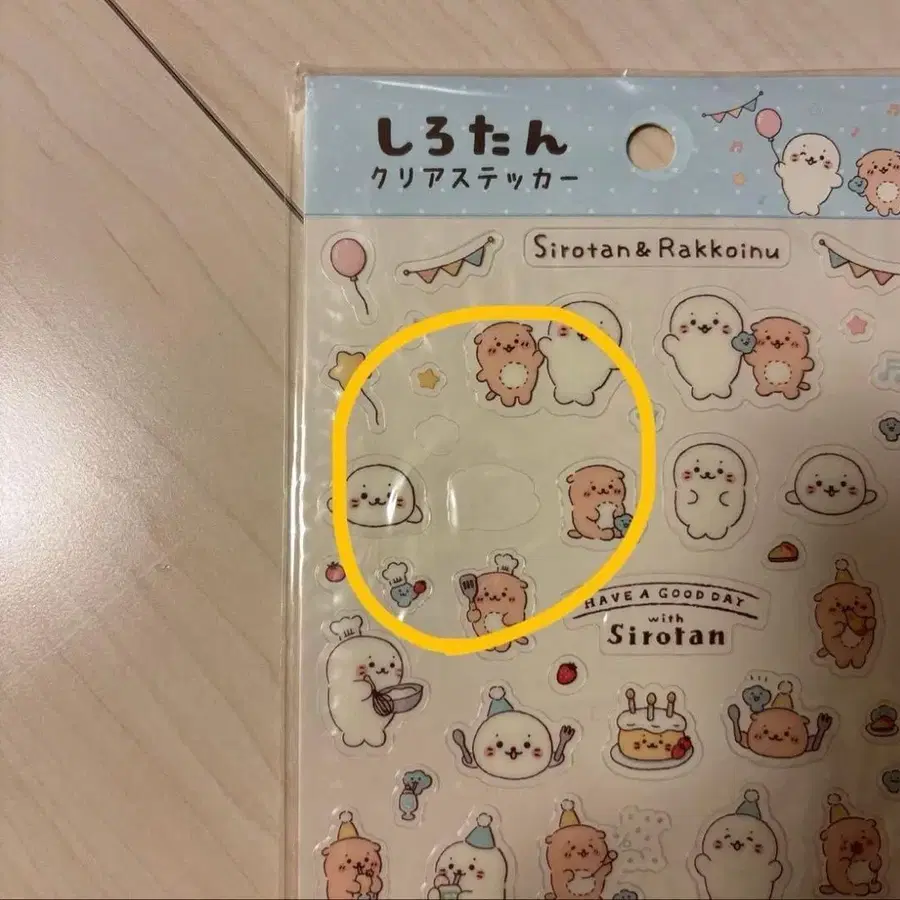 しろたん
クリアステッカー
Sirotan & Rakkoinu
HAVE A GOOD DAY
with
Sirotan